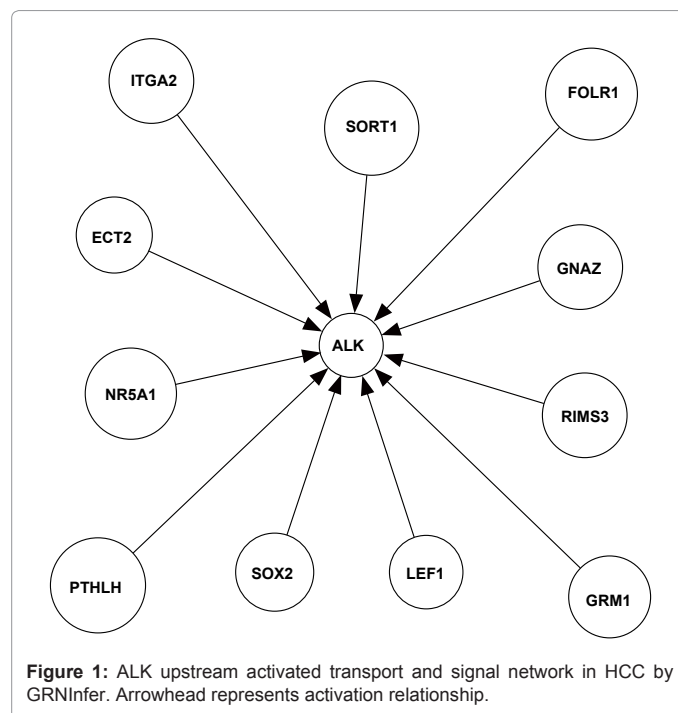 ITGA2
SORT1
FOLR1
ECT2
GNAZ
ALK
NR5A1
RIMS3
PTHLH
SOX2
LEF1
GRM1
Figure 1: ALK upstream activated transport and signal network in HCC by
GRNInfer. Arrowhead represents activation relationship.